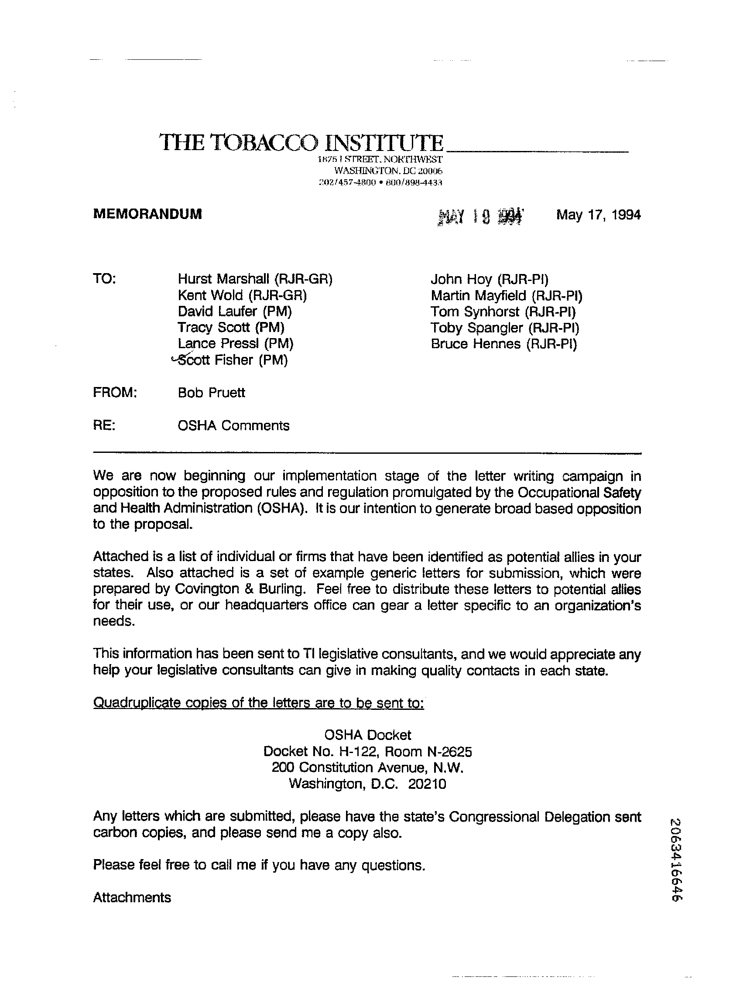 THE TOBACCO INSTITUTE
1875 I STREET, NORTHWEST
WASHINGTON, DC 20006
202/457-4800 • 800/898-4433
MEMORANDUM MAY 19 1994 May 17, 1994
TO: Hurst Marshall (RJR-GR) John Hoy (RJR-PI)
Kent Wold (RJR-GR) Martin Mayfield (RJR-PI)
David Laufer (PM) Tom Synhorst (RJR-PI)
Tracy Scott (PM) Toby Spangler (RJR-PI)
Lance Pressl (PM) Bruce Hennes (RJR-PI)
Scott Fisher (PM)
FROM: Bob Pruett
RE: OSHA Comments
We are now beginning our implementation stage of the letter writing campaign in
opposition to the proposed rules and regulation promulgated by the Occupational Safety
and Health Administration (OSHA). It is our intention to generate broad based opposition
to the proposal.
Attached is a list of individual or firms that have been identified as potential allies in your
states. Also attached is a set of example generic letters for submission, which were
prepared by Covington & Burling. Feel free to distribute these letters to potential allies
for their use, or our headquarters office can gear a letter specific to an organization's
needs.
This information has been sent to TI legislative consultants, and we would appreciate any
help your legislative consultants can give in making quality contacts in each state.
Quadruplicate copies of the letters are to be sent to:
OSHA Docket
Docket No. H-122, Room N-2625
200 Constitution Avenue, N.W.
Washington, D.C. 20210
Any letters which are submitted, please have the state's Congressional Delegation sent
carbon copies, and please send me a copy also.
Please feel free to call me if you have any questions.
Attachments
2063416646